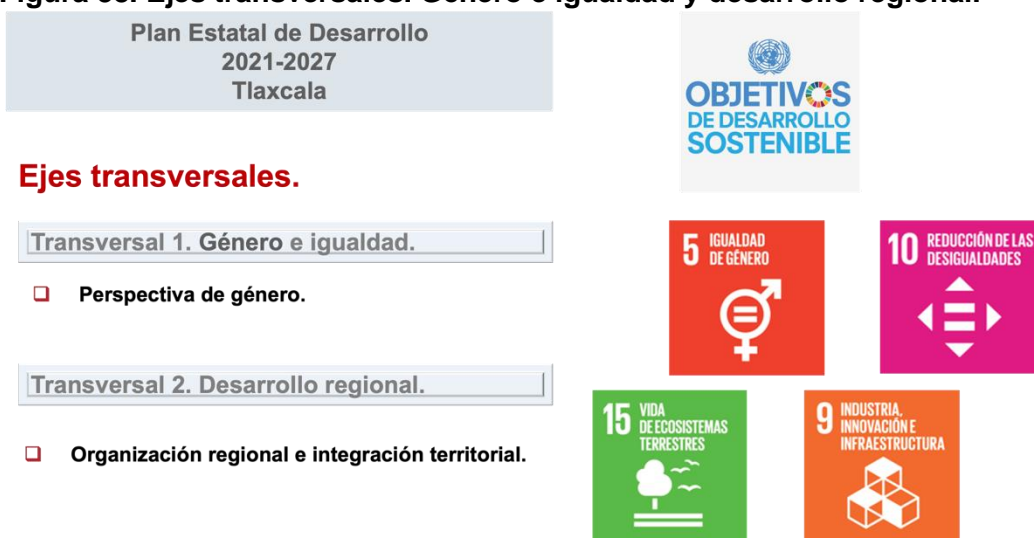 Plan Estatal de Desarrollo
2021-2027
Tlaxcala
OBJETIVOS
DE DESARROLLO
SOSTENIBLE
Ejes transversales.
Transversal 1. Género e igualdad.
Perspectiva de género.
5 IGUALDAD
DE GÉNERO
10 REDUCCIÓN DE LAS
DESIGUALDADES
Transversal 2. Desarrollo regional.
Organización regional e integración territorial.
15 VIDA
DE ECOSISTEMAS
TERRESTRES
9 INDUSTRIA,
INNOVACIÓN E
INFRAESTRUCTURA